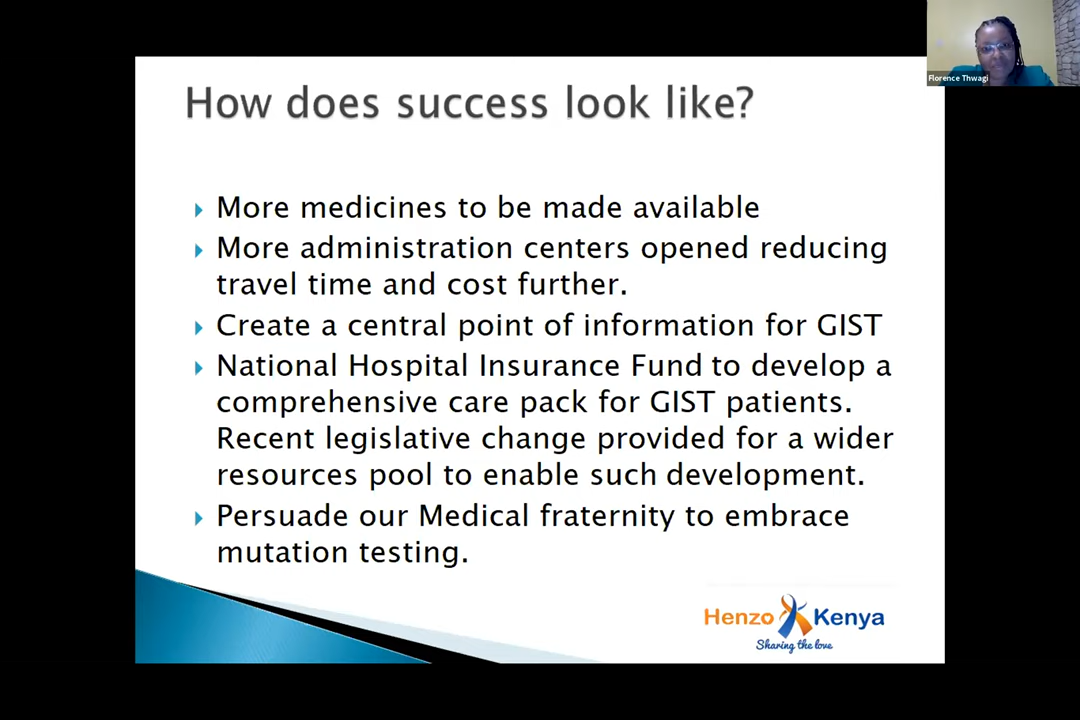 How does success look like?
More medicines to be made available
More administration centers opened reducing
travel time and cost further.
Create a central point of information for GIST
National Hospital Insurance Fund to develop a
comprehensive care pack for GIST patients.
Recent legislative change provided for a wider
resources pool to enable such development.
Persuade our Medical fraternity to embrace
mutation testing.
Henzo Kenya
Sharing the love
Florence Thwagi